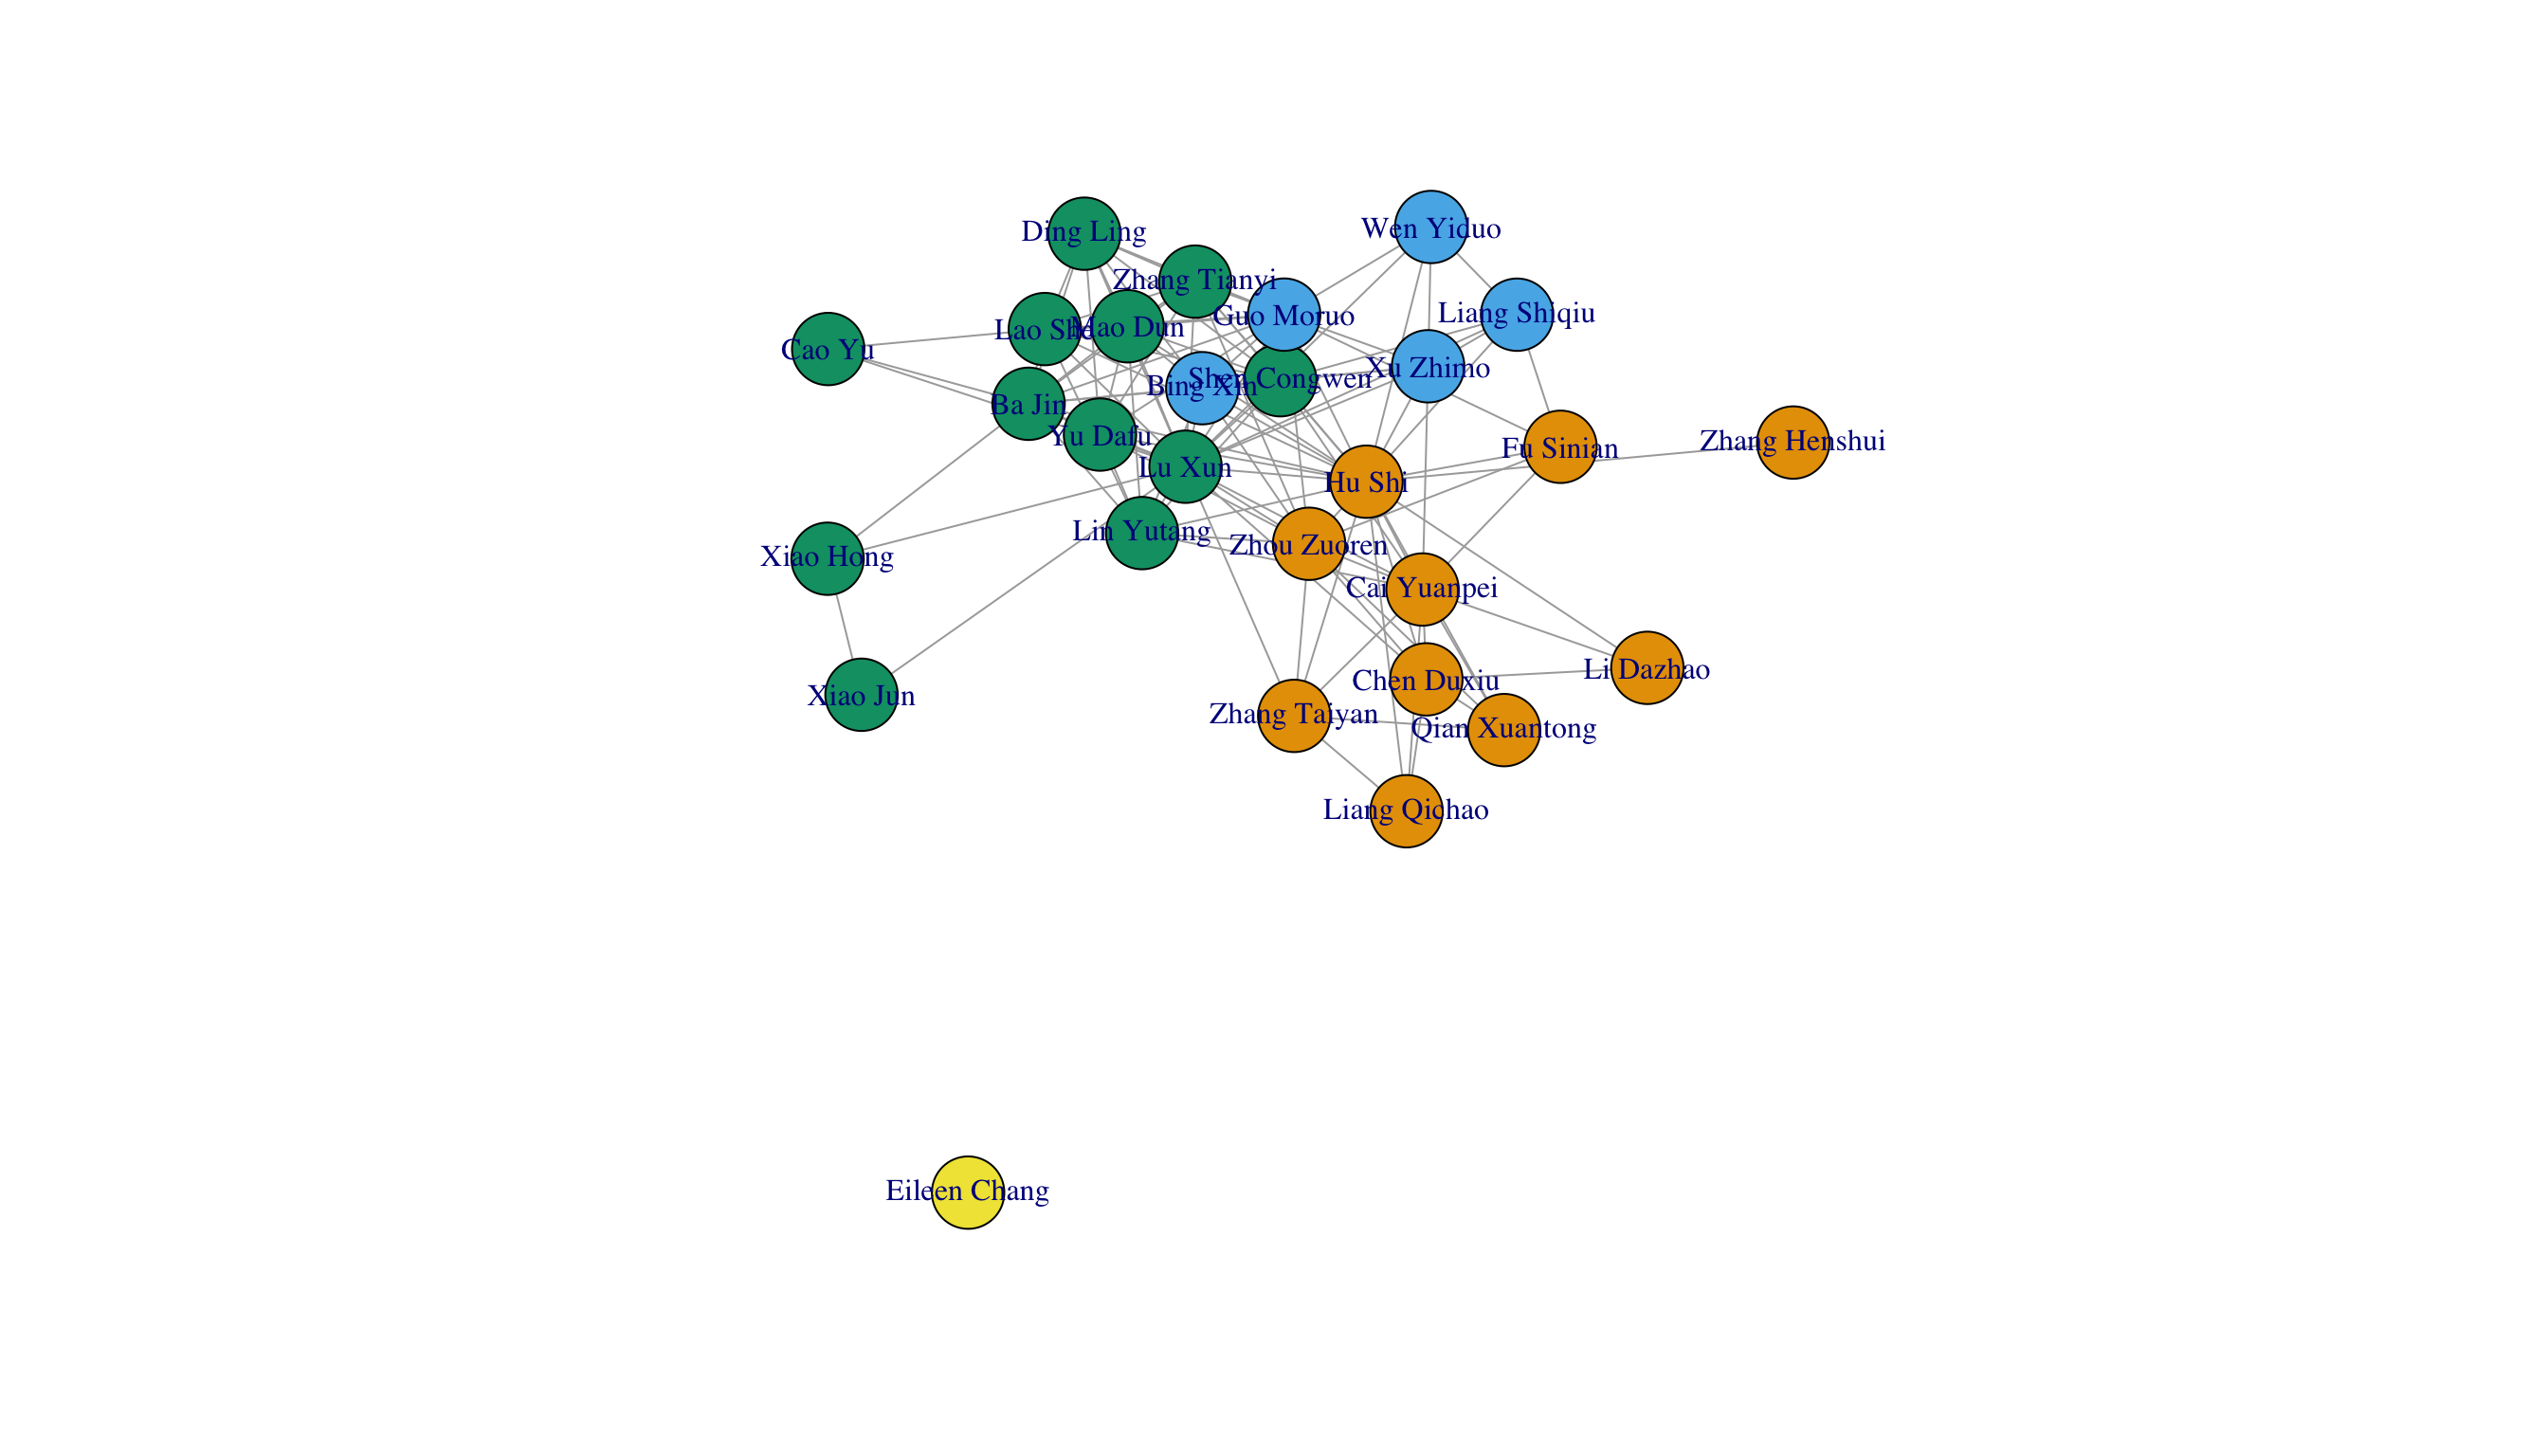 Wen Yiduo
Ding Ling
Zhang Tianyi
Liang Shiqiu
Guo Moruo
Lao She
Mao Dun
Cao Yu
Xu Zhimo
Shen Congwen
Bing Xin
Ba Jin
Yu Dafu
Zhang Henshui
Fu Sinian
Lu Xun
Hu Shi
Lin Yutang
Zhou Zuoren
Xiao Hong
Cai Yuanpei
Li Dazhao
Chen Duxiu
Xiao Jun
Zhang Taiyan
Qian Xuantong
Liang Qichao
Eileen Chang